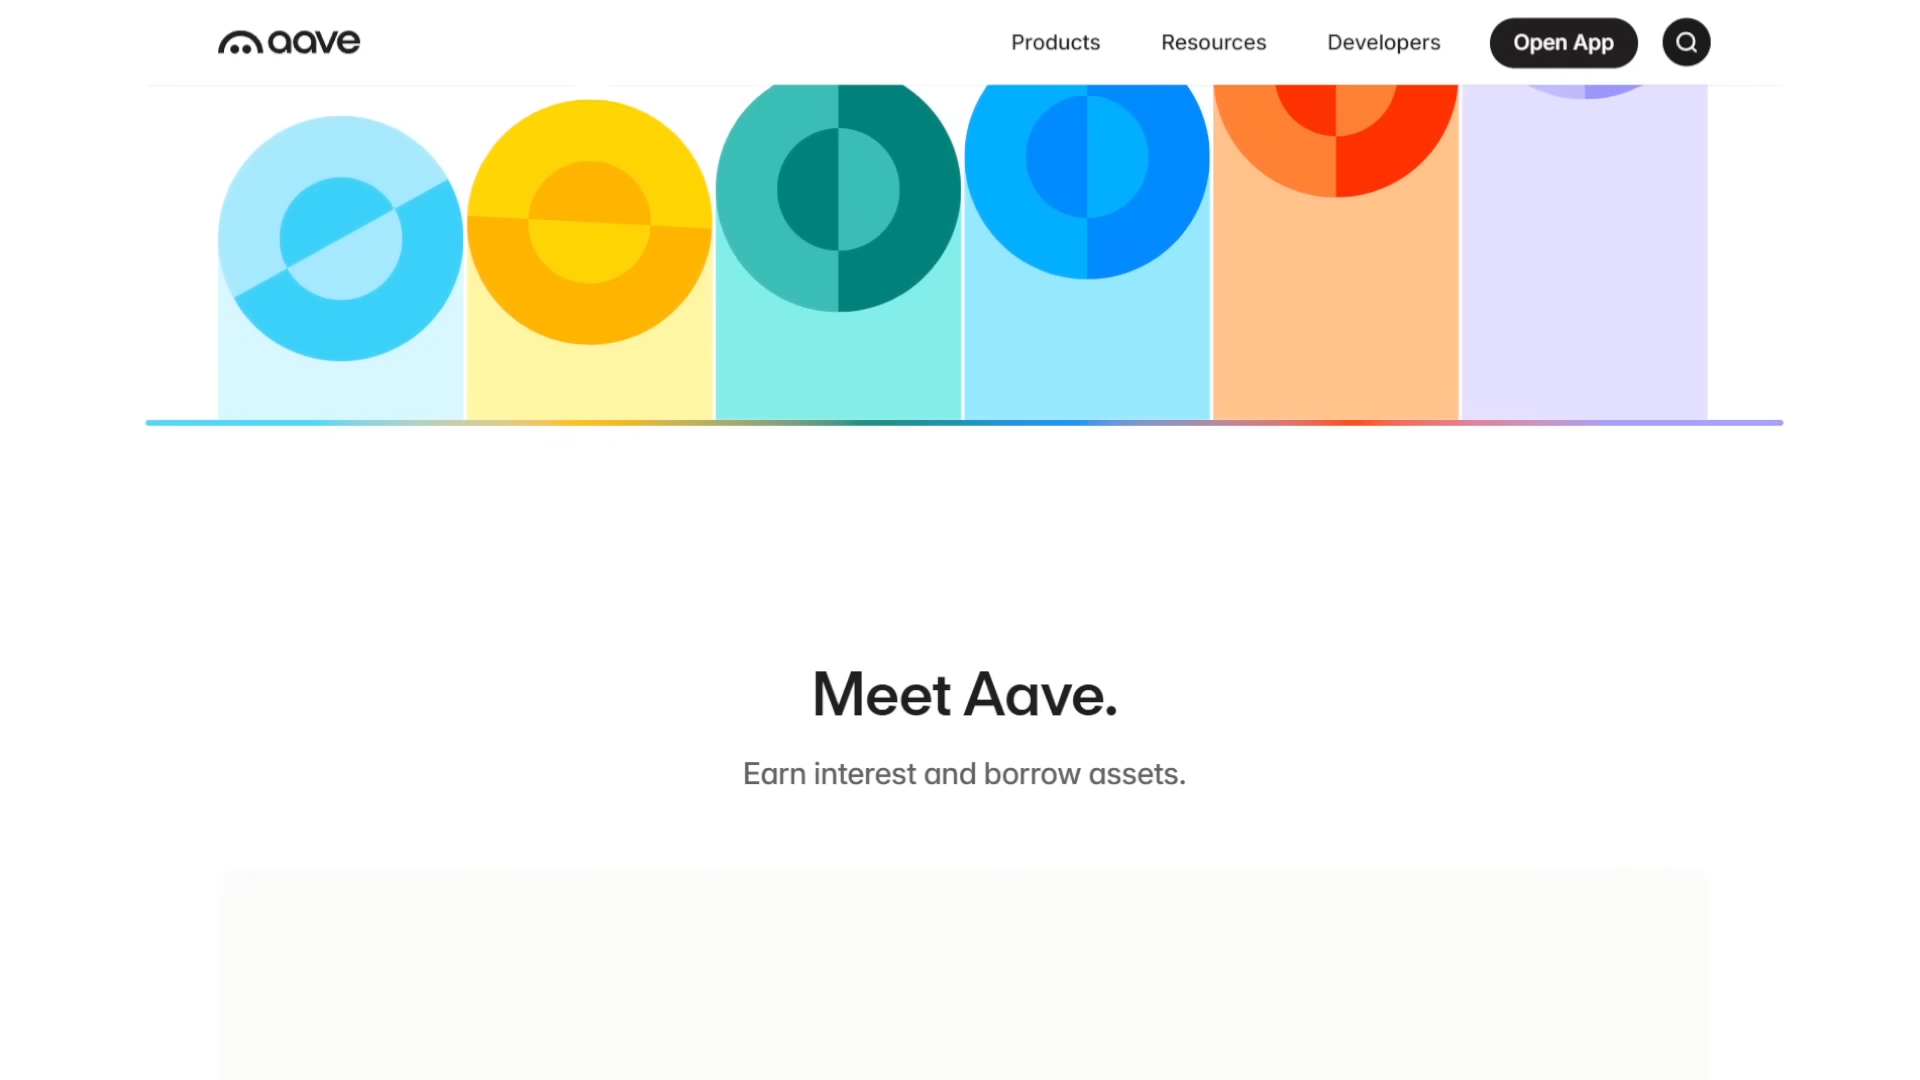 aave
Products
Resources
Developers
Open App
Meet Aave.
Earn interest and borrow assets.